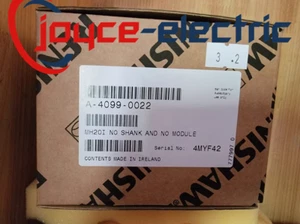 joyce-electric
RENISHAW
3 .2
A-4099-0022
MH20I NO SHANK AND NO MODULE
Serial no: 4MYF42
CONTENTS MADE IN IRELAND